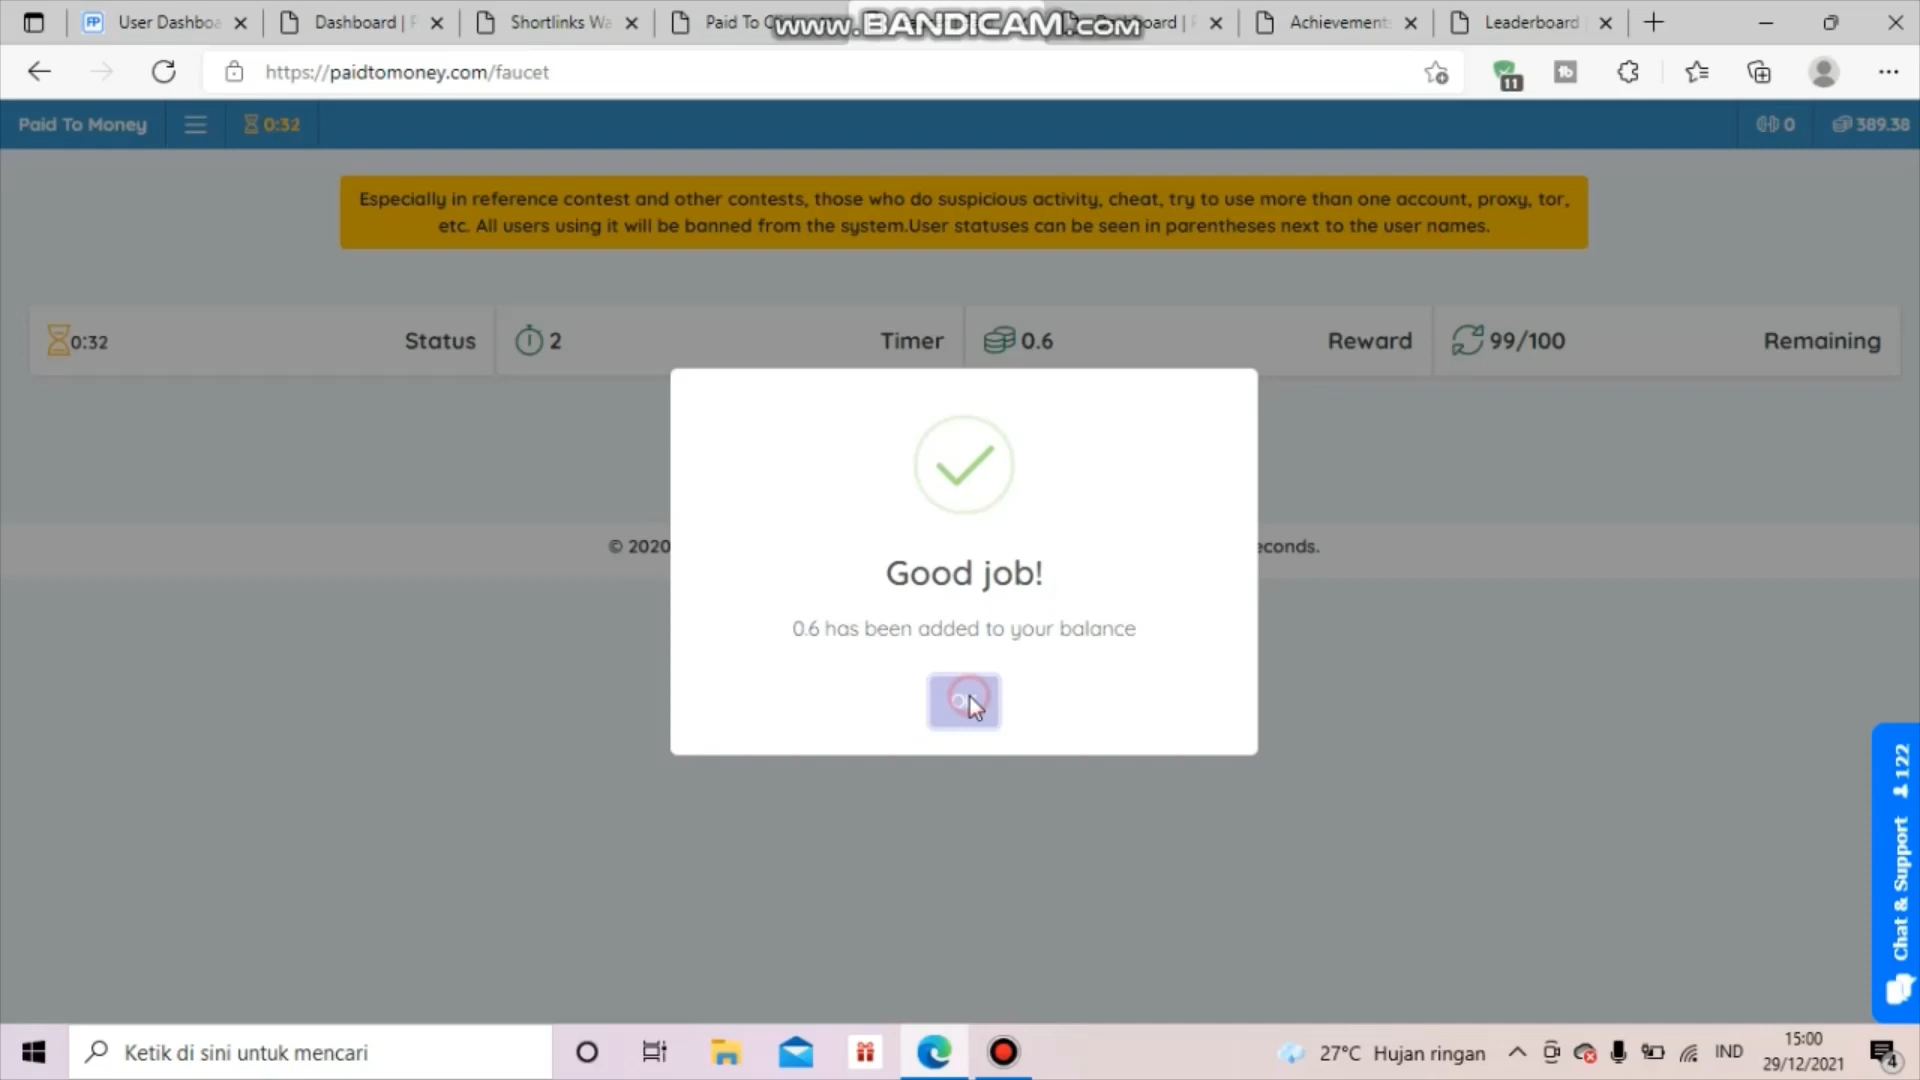 User Dashboa
Dashboard |
Shortlinks Wa
Paid To C
www.BANDICAM.com
board |
Achievement
Leaderboard
https://paidtomoney.com/faucet
11
Paid To Money
0:32
0
389.38
Especially in reference contest and other contests, those who do suspicious activity, cheat, try to use more than one account, proxy, tor,
etc. All users using it will be banned from the system.User statuses can be seen in parentheses next to the user names.
0:32 Status
2 Timer
0.6 Reward
99/100 Remaining
© 2020
econds.
Good job!
0.6 has been added to your balance
Chat & Support 122
Ketik di sini untuk mencari
27°C Hujan ringan
IND
15:00
29/12/2021
4